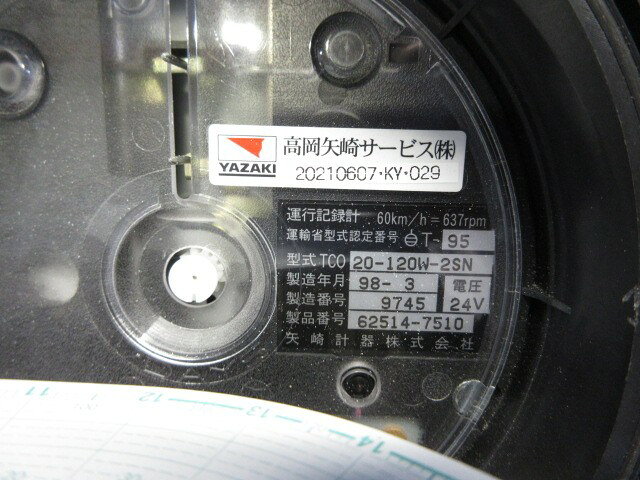 YAZAKI
高岡矢崎サービス㈱
20210607・KY・029
運行記録計 . 60km/h = 637rpm
運輸省型式認定番号 ⊖T- 95
型式 TCO 20-120W-2SN
製造年月 98- 3 電圧
製造番号 9745 24V
製品番号 62514-7510
矢崎計器株式会社
11
12
13
14